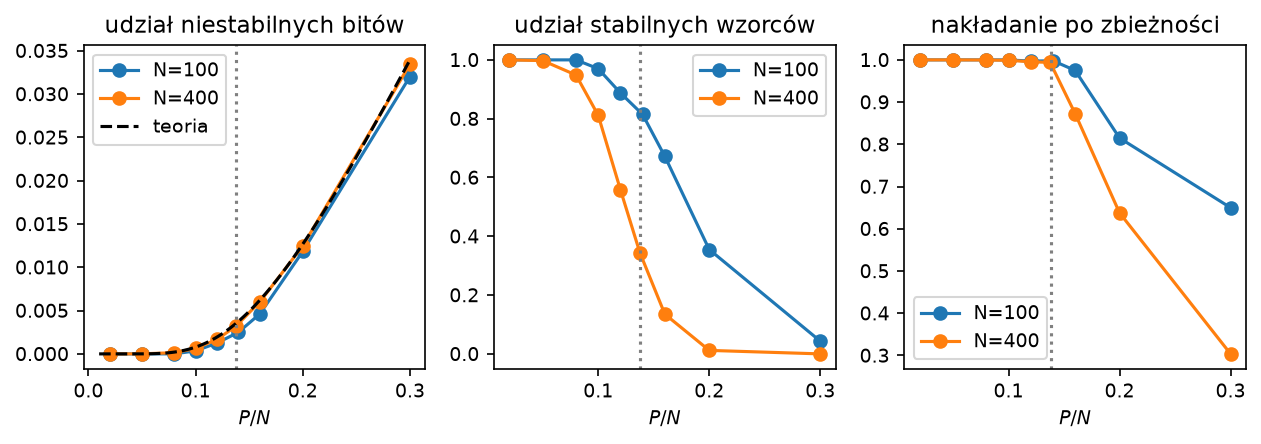 udział niestabilnych bitów
0.035
0.030
0.025
0.020
0.015
0.010
0.005
0.000
N=100
N=400
teoria
0.0
0.1
0.2
0.3
P/N
udział stabilnych wzorców
1.0
0.8
0.6
0.4
0.2
0.0
N=100
N=400
0.1
0.2
0.3
P/N
nakładanie po zbieżności
1.0
0.9
0.8
0.7
0.6
0.5
0.4
0.3
N=100
N=400
0.1
0.2
0.3
P/N